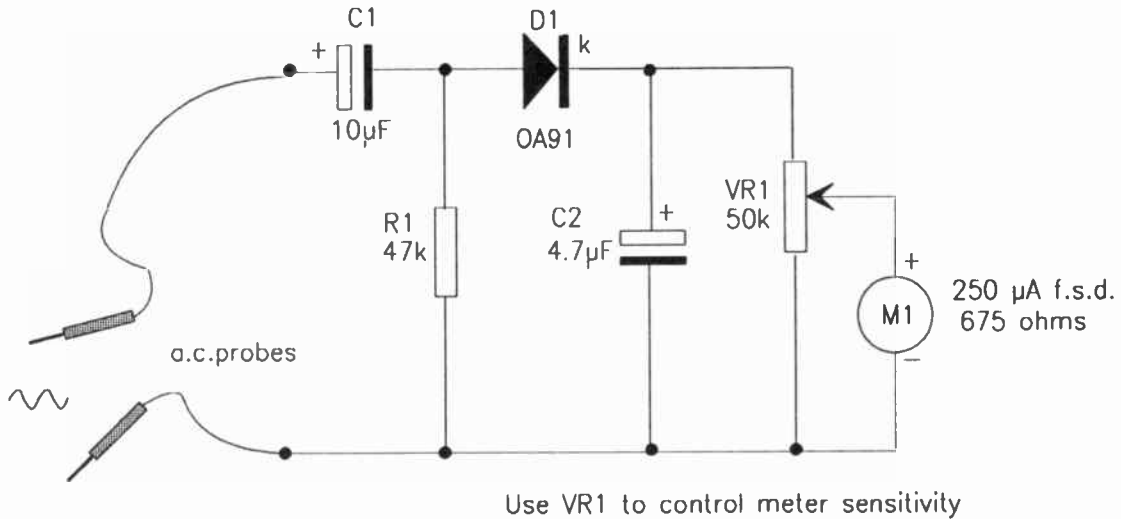 C1
+
10µF
D1
k
OA91
R1
47k
C2
4.7µF
+
VR1
50k
+
M1
−
250 µA f.s.d.
675 ohms
a.c.probes
Use VR1 to control meter sensitivity